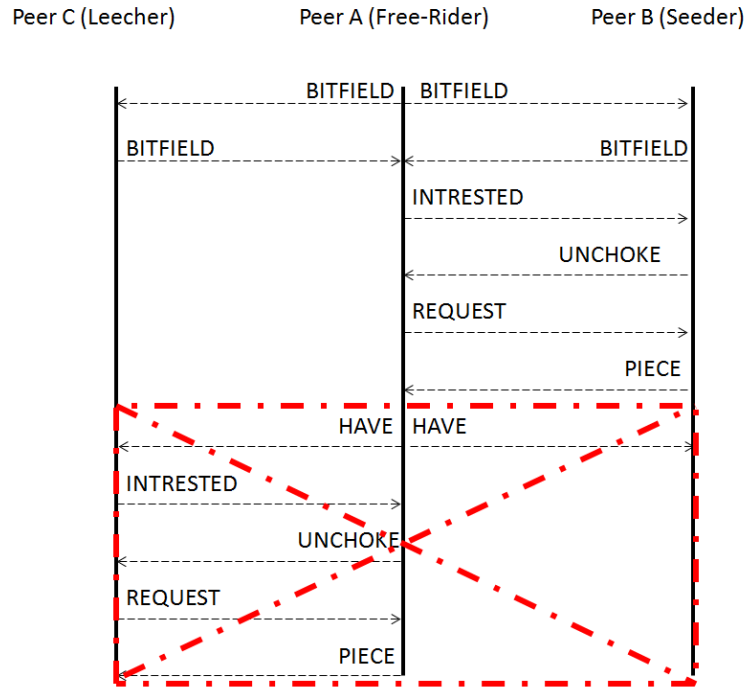 Peer C (Leecher) Peer A (Free-Rider) Peer B (Seeder)
BITFIELD BITFIELD
BITFIELD BITFIELD
INTRESTED
UNCHOKE
REQUEST
PIECE
HAVE HAVE
INTRESTED
UNCHOKE
REQUEST
PIECE